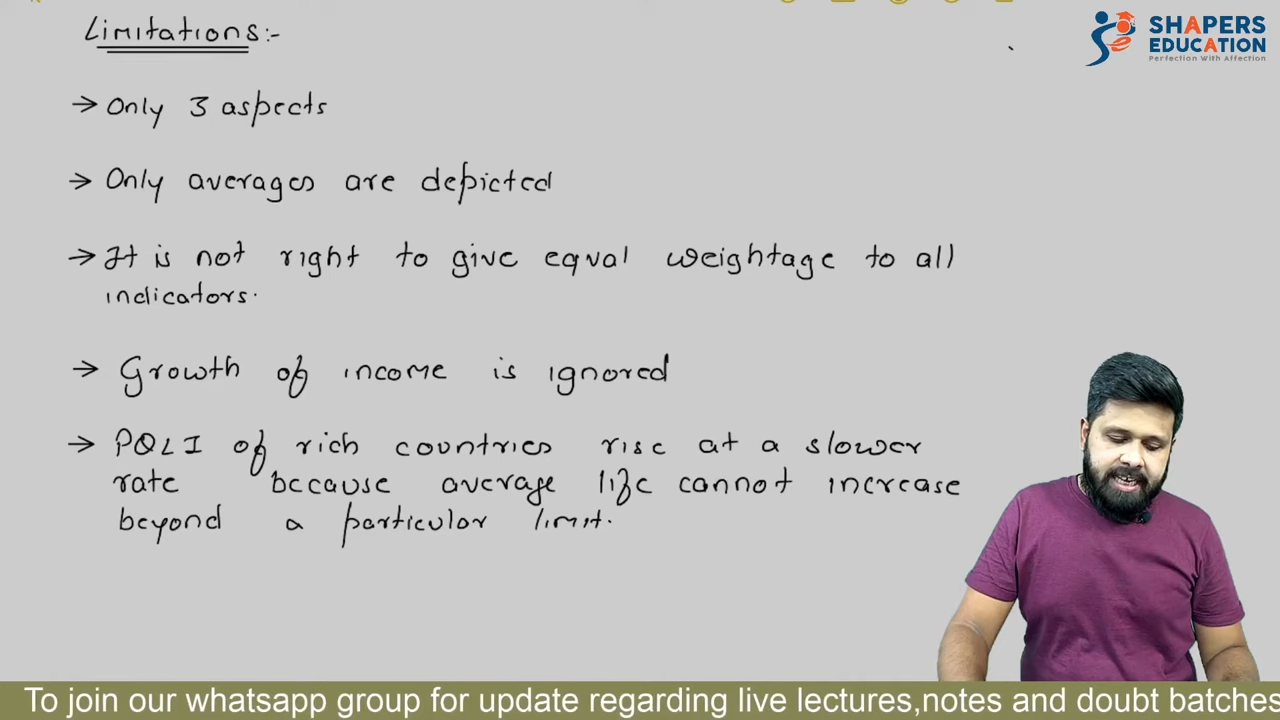 Limitations:-
SHAPERS
EDUCATION
Perfection With Affection
→ Only 3 aspects
→ Only averages are depicted
→ It is not right to give equal weightage to all
indicators.
→ Growth of income is ignored
→ PQLI of rich countries rise at a slower
rate because average life cannot increase
beyond a particular limit.
To join our whatsapp group for update regarding live lectures,notes and doubt batches